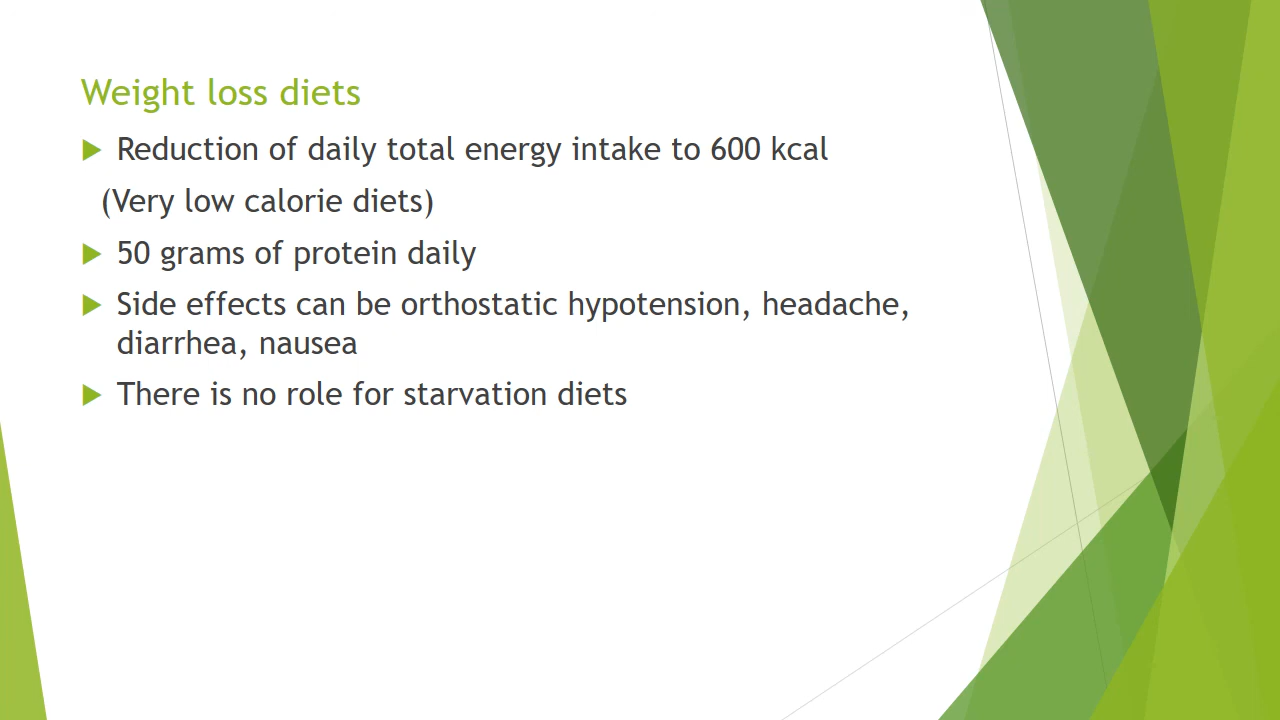 Weight loss diets
Reduction of daily total energy intake to 600 kcal
(Very low calorie diets)
50 grams of protein daily
Side effects can be orthostatic hypotension, headache,
diarrhea, nausea
There is no role for starvation diets